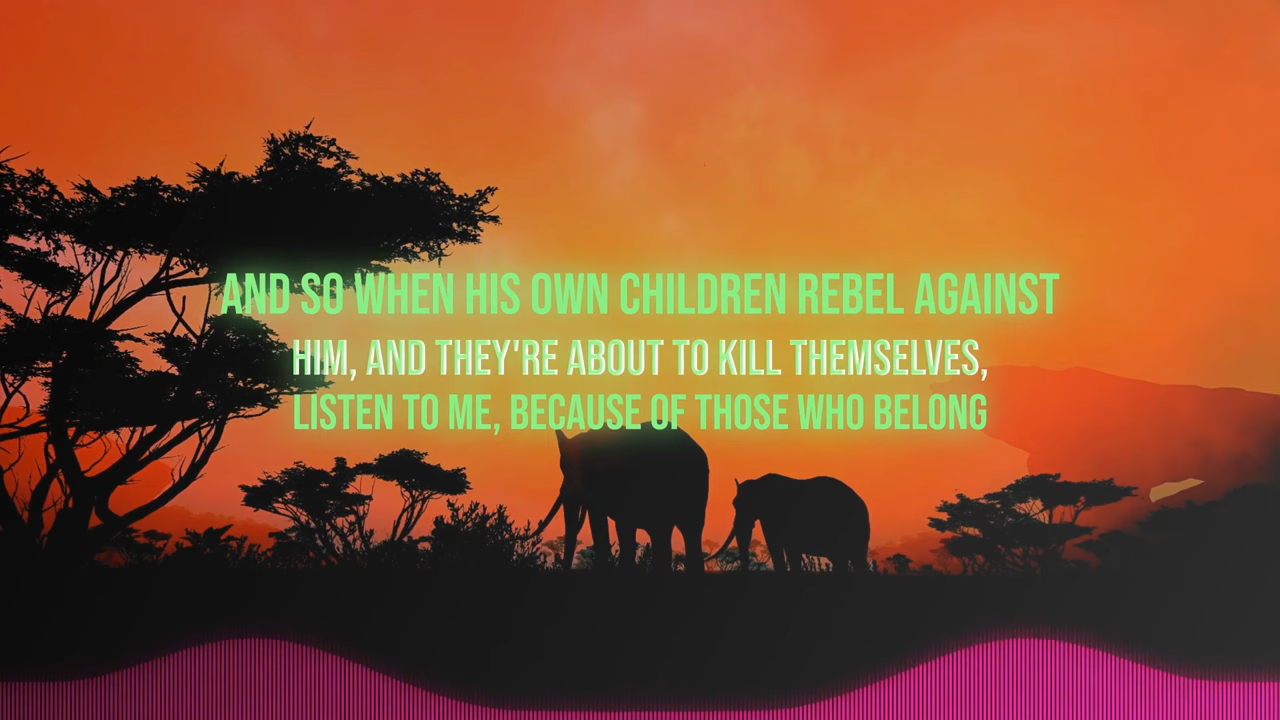 AND SO WHEN HIS OWN CHILDREN REBEL AGAINST
HIM, AND THEY'RE ABOUT TO KILL THEMSELVES,
LISTEN TO ME, BECAUSE OF THOSE WHO BELONG